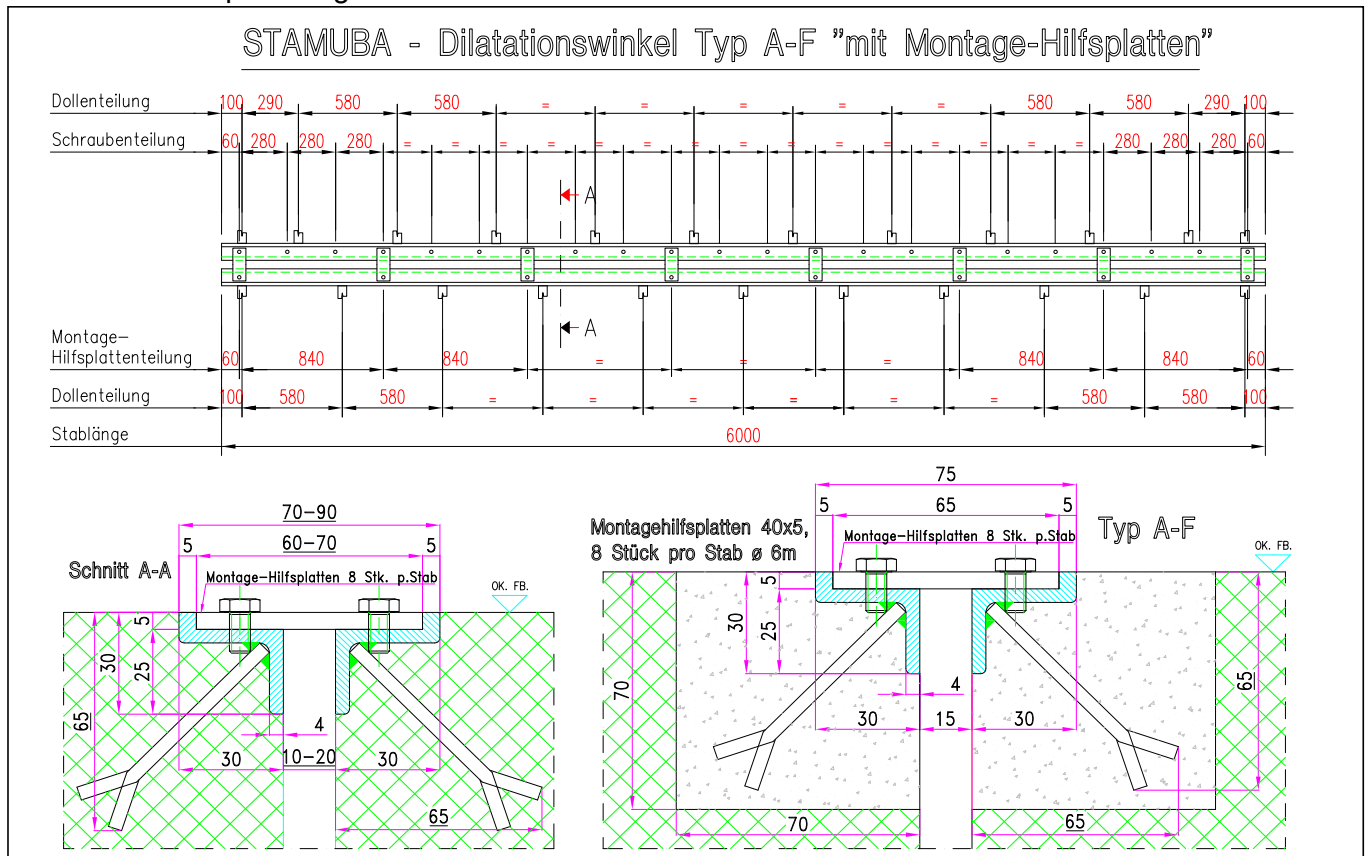 STAMUBA - Dilatationswinkel Typ A-F "mit Montage-Hilfsplatten"
Dollenteilung 100 290 580 580 = = = = = 580 580 290 100
Schraubenteilung 60 280 280 280 = = = = = = = = = = = = = = = 280 280 280 60
A
A
Montage-
Hilfsplattenteilung 60 840 840 = = = 840 840 60
Dollenteilung 100 580 580 = = = = = = 580 580 100
Stablänge 6000
Schnitt A-A
70-90
5 60-70 5
Montage-Hilfsplatten 8 Stk. p.Stab
OK. FB.
5
30
25
65
4
30 10-20 30
65
Montagehilfsplatten 40x5,
8 Stück pro Stab ø 6m
Typ A-F
75
5 65 5
Montage-Hilfsplatten 8 Stk. p.Stab
OK. FB.
5
30
25
70
65
4
30 15 30
70 65